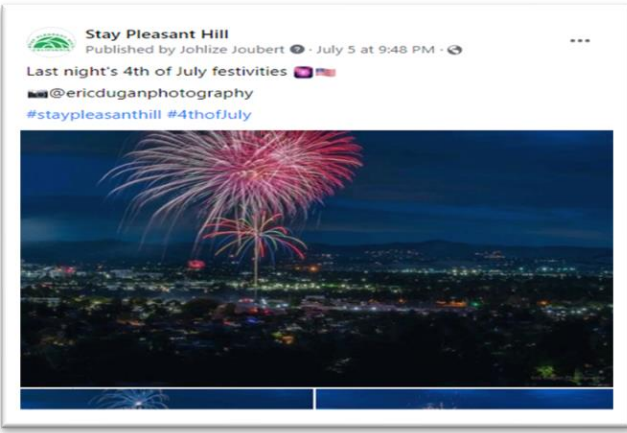 Stay Pleasant Hill
Published by Johlize Joubert · July 5 at 9:48 PM ·
Last night's 4th of July festivities 🎆🇺🇸
📷@ericduganphotography
#staypleasanthill #4thofJuly